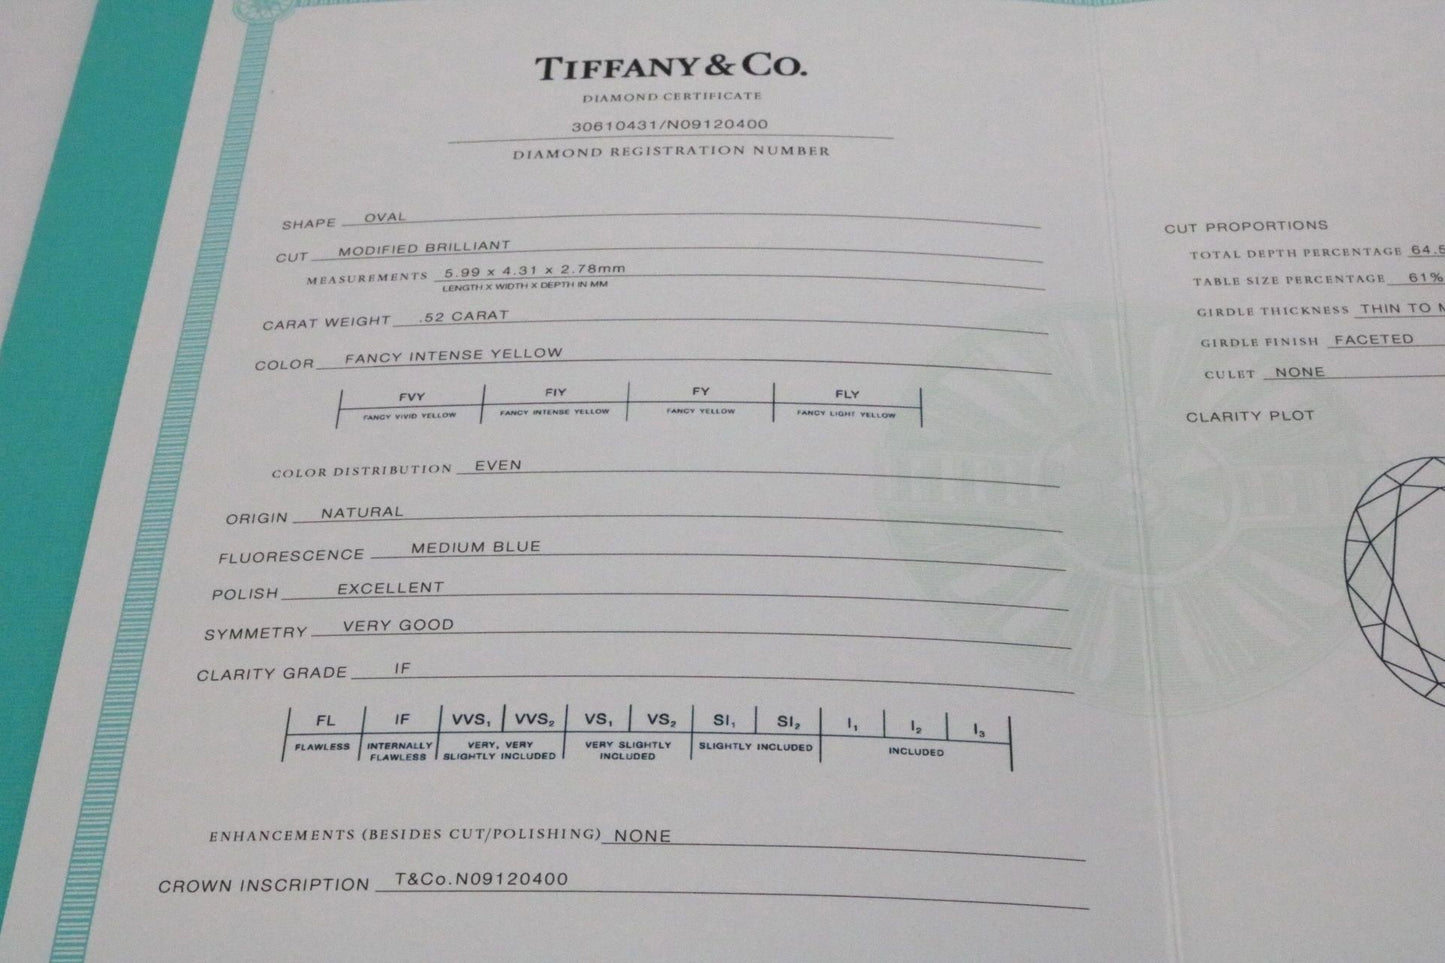 TIFFANY & CO.
DIAMOND CERTIFICATE
30610431/N09120400
DIAMOND REGISTRATION NUMBER
SHAPE OVAL
CUT MODIFIED BRILLIANT
MEASUREMENTS 5.99 x 4.31 x 2.78mm
LENGTH X WIDTH X DEPTH IN MM
CARAT WEIGHT .52 CARAT
COLOR FANCY INTENSE YELLOW
FVY FIY FY FLY
FANCY VIVID YELLOW FANCY INTENSE YELLOW FANCY YELLOW FANCY LIGHT YELLOW
COLOR DISTRIBUTION EVEN
ORIGIN NATURAL
FLUORESCENCE MEDIUM BLUE
POLISH EXCELLENT
SYMMETRY VERY GOOD
CLARITY GRADE IF
FL IF VVS₁ VVS₂ VS₁ VS₂ SI₁ SI₂ I₁ I₂ I₃
FLAWLESS INTERNALLY VERY, VERY VERY SLIGHTLY SLIGHTLY INCLUDED INCLUDED
FLAWLESS SLIGHTLY INCLUDED INCLUDED
ENHANCEMENTS (BESIDES CUT/POLISHING) NONE
CROWN INSCRIPTION T&Co.N09120400
CUT PROPORTIONS
TOTAL DEPTH PERCENTAGE 64.5
TABLE SIZE PERCENTAGE 61%
GIRDLE THICKNESS THIN TO
GIRDLE FINISH FACETED
CULET NONE
CLARITY PLOT